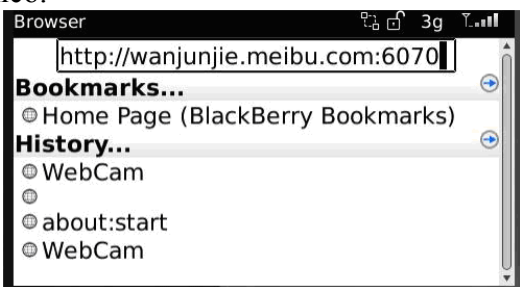 Browser 3g
http://wanjunjie.meibu.com:6070
Bookmarks...
Home Page (BlackBerry Bookmarks)
History...
WebCam
about:start
WebCam